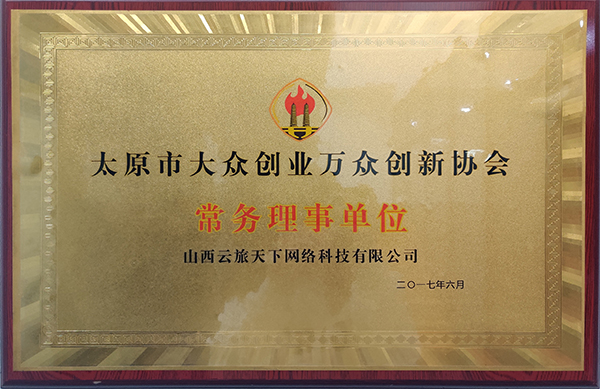 太原市大众创业万众创新协会
常务理事单位
山西云旅天下网络科技有限公司
二〇一七年六月